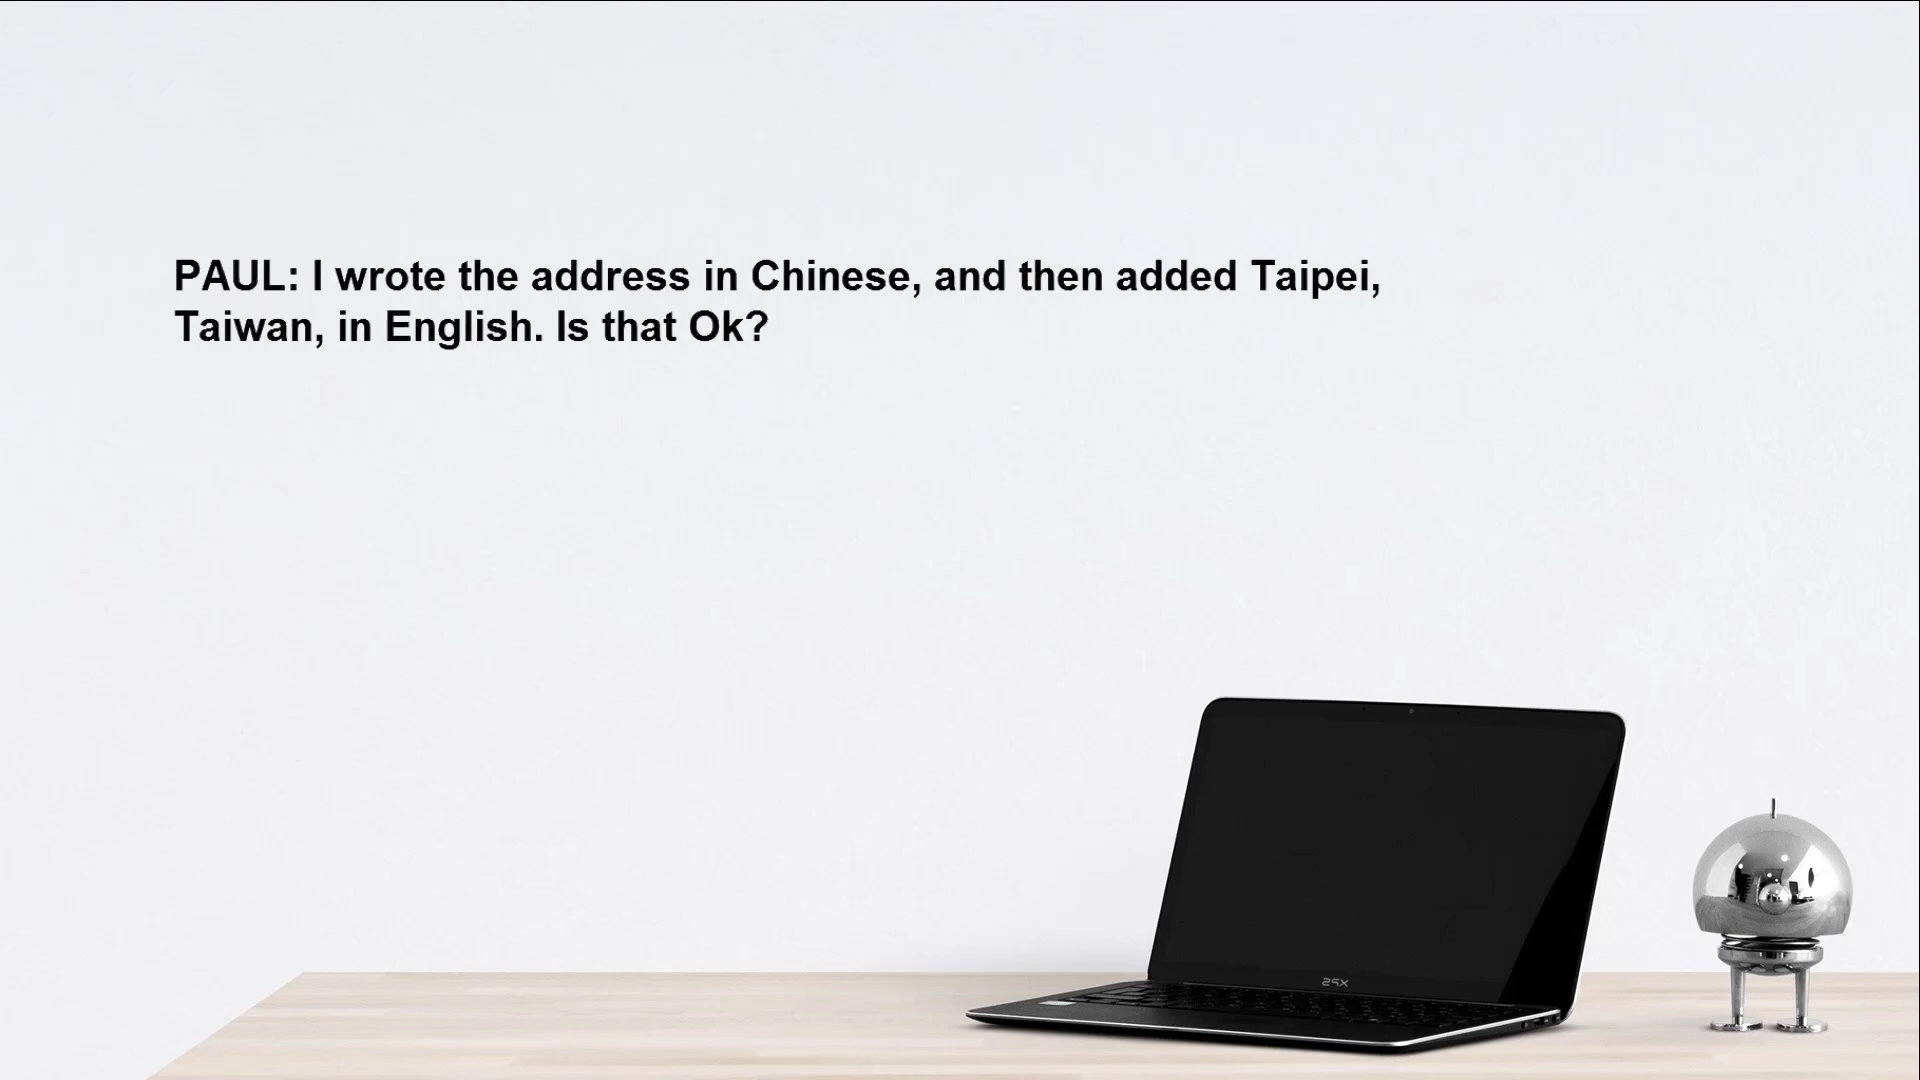 PAUL: I wrote the address in Chinese, and then added Taipei,
Taiwan, in English. Is that Ok?
XPS